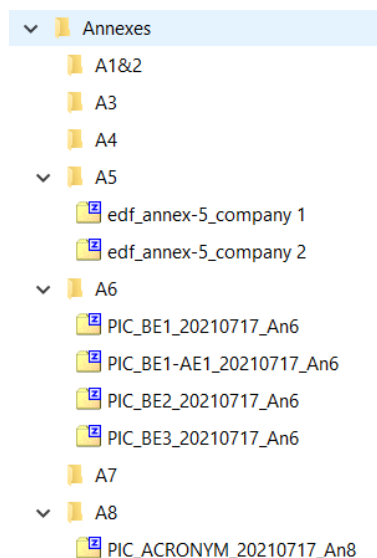 Annexes
A1&2
A3
A4
A5
edf_annex-5_company 1
edf_annex-5_company 2
A6
PIC_BE1_20210717_An6
PIC_BE1-AE1_20210717_An6
PIC_BE2_20210717_An6
PIC_BE3_20210717_An6
A7
A8
PIC_ACRONYM_20210717_An8